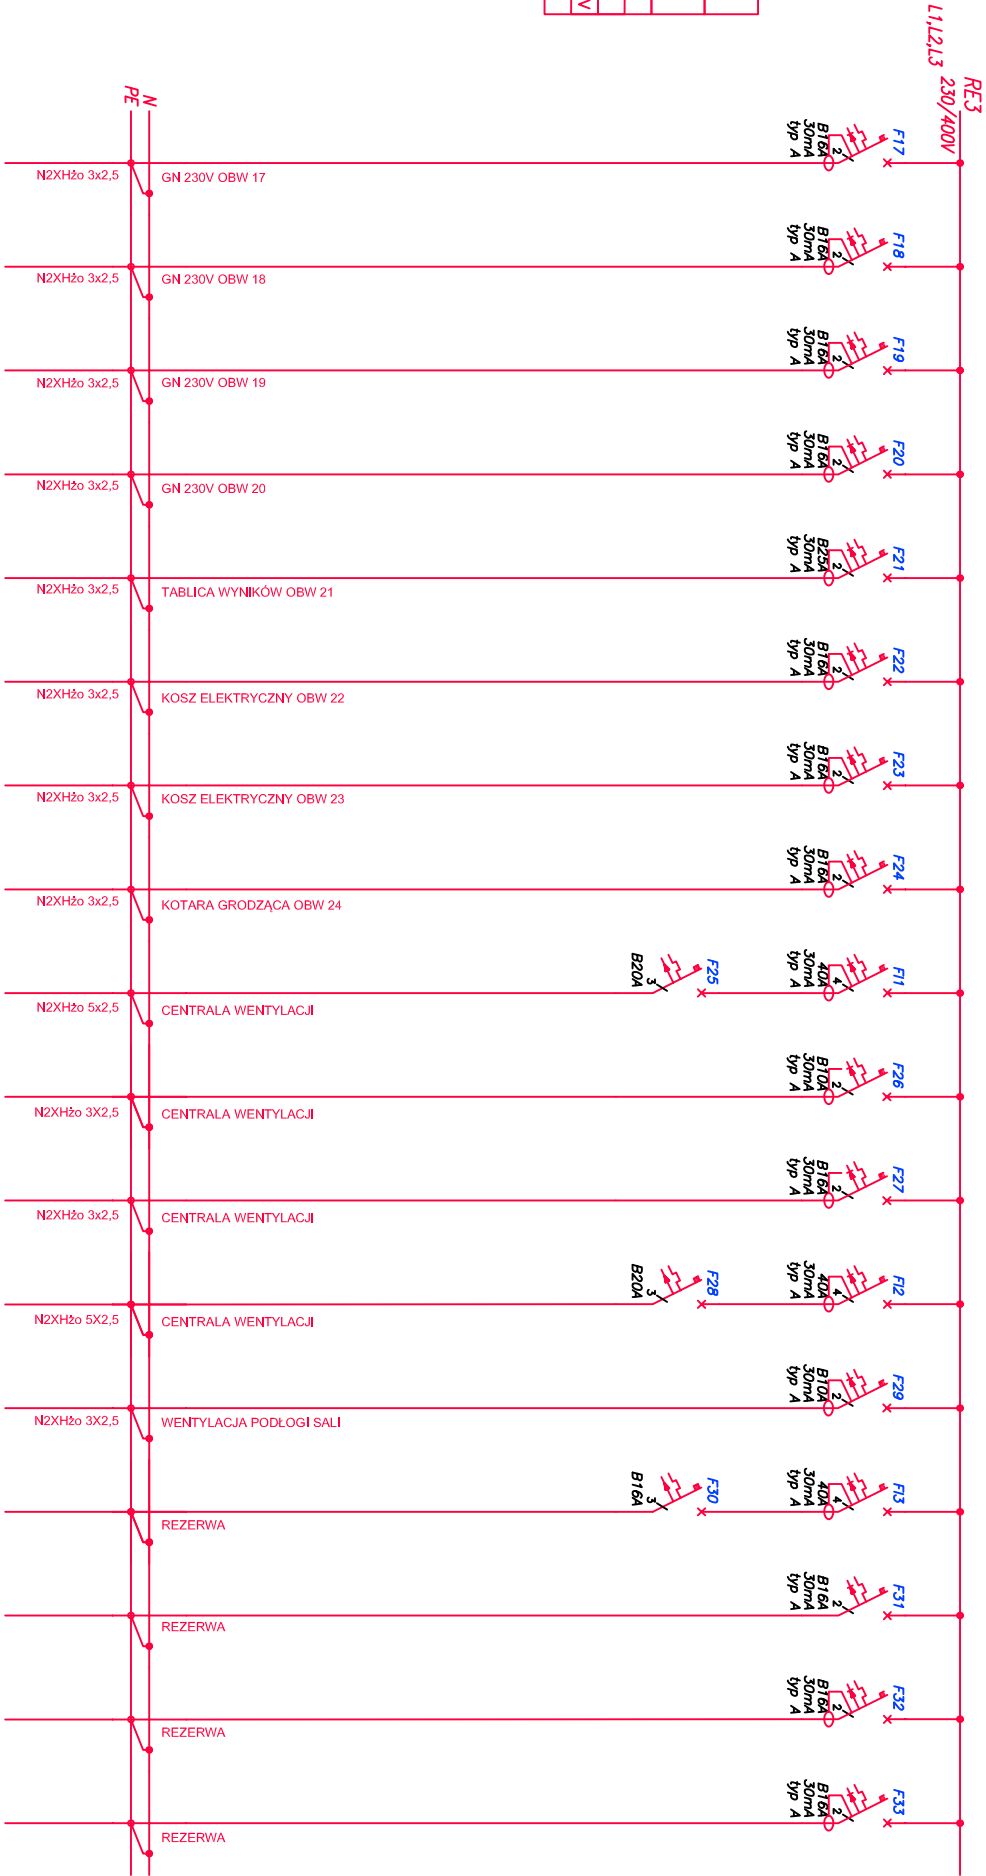 RE3
L1,L2,L3 230/400V
V
N
PE
F17
B16A
30mA
typ A
2
GN 230V OBW 17
N2XHżo 3x2,5
F18
B16A
30mA
typ A
2
GN 230V OBW 18
N2XHżo 3x2,5
F19
B16A
30mA
typ A
2
GN 230V OBW 19
N2XHżo 3x2,5
F20
B16A
30mA
typ A
2
GN 230V OBW 20
N2XHżo 3x2,5
F21
B25A
30mA
typ A
2
TABLICA WYNIKÓW OBW 21
N2XHżo 3x2,5
F22
B16A
30mA
typ A
2
KOSZ ELEKTRYCZNY OBW 22
N2XHżo 3x2,5
F23
B16A
30mA
typ A
2
KOSZ ELEKTRYCZNY OBW 23
N2XHżo 3x2,5
F24
B16A
30mA
typ A
2
KOTARA GRODZĄCA OBW 24
N2XHżo 3x2,5
FI1
40A
30mA
typ A
4
F25
B20A
3
CENTRALA WENTYLACJI
N2XHżo 5x2,5
F26
B10A
30mA
typ A
2
CENTRALA WENTYLACJI
N2XHżo 3X2,5
F27
B16A
30mA
typ A
2
CENTRALA WENTYLACJI
N2XHżo 3x2,5
FI2
40A
30mA
typ A
4
F28
B20A
3
CENTRALA WENTYLACJI
N2XHżo 5X2,5
F29
B10A
30mA
typ A
2
WENTYLACJA PODŁOGI SALI
N2XHżo 3X2,5
FI3
40A
30mA
typ A
4
F30
B16A
3
REZERWA
F31
B16A
30mA
typ A
2
REZERWA
F32
B16A
30mA
typ A
2
REZERWA
F33
B16A
30mA
typ A
2
REZERWA